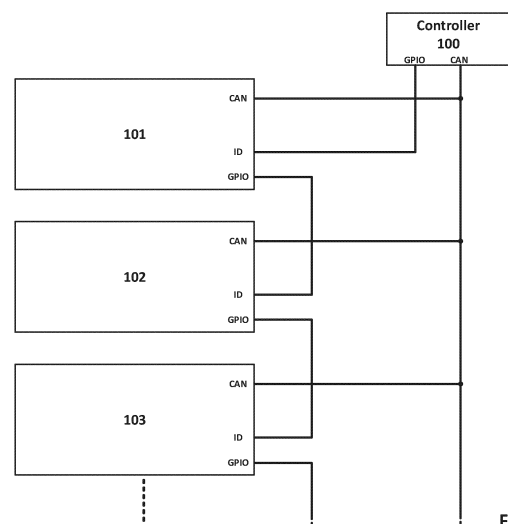 Controller
100
GPIO CAN
CAN
101
ID
GPIO
CAN
102
ID
GPIO
CAN
103
ID
GPIO
F